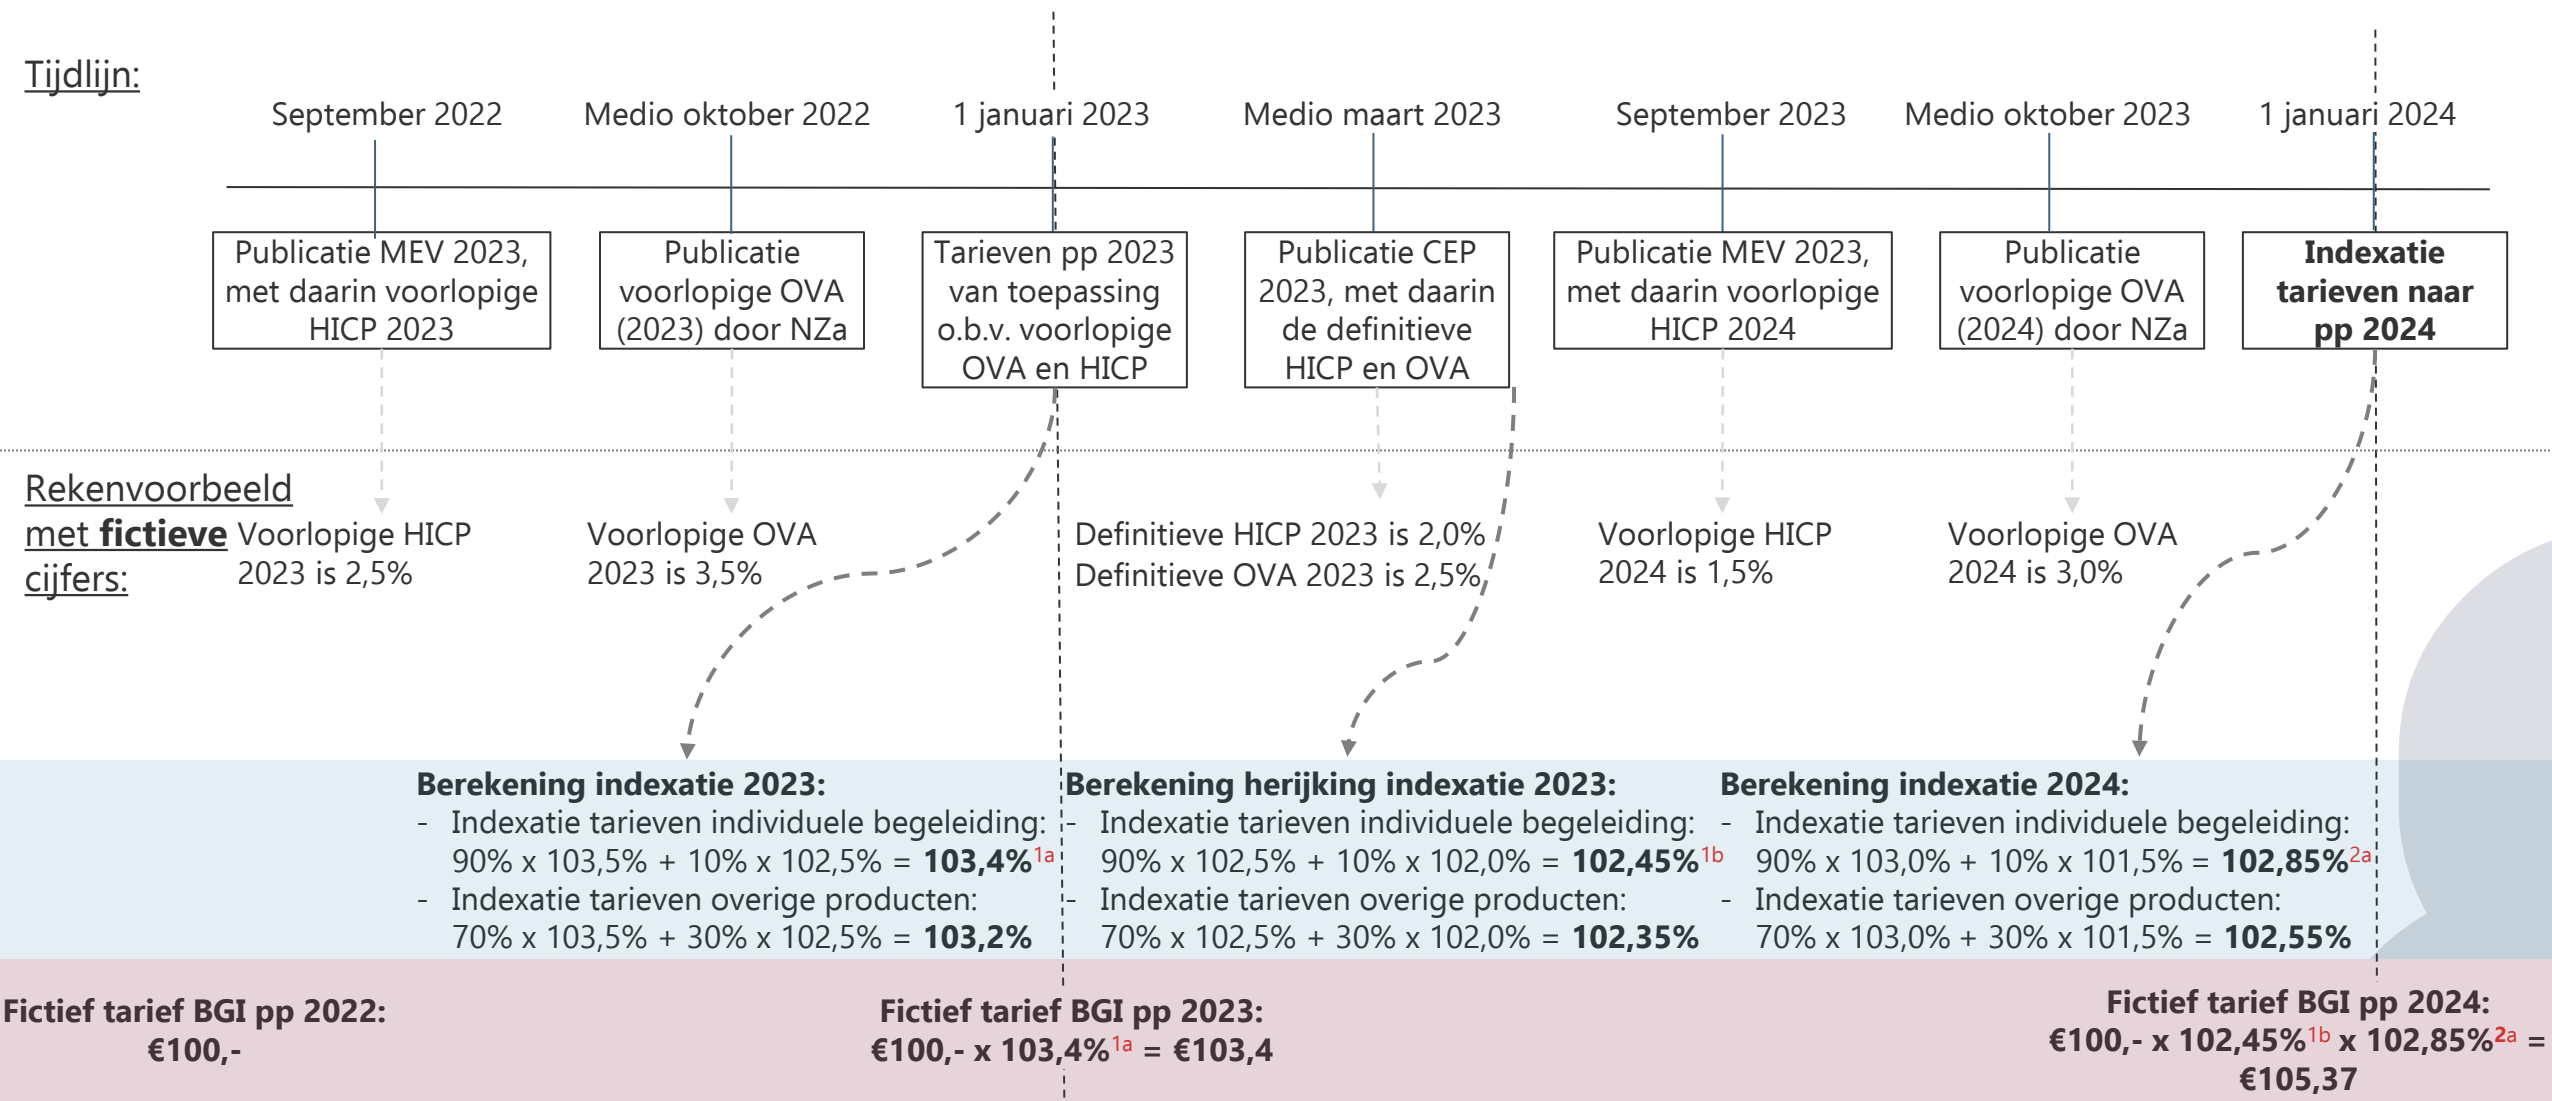 Tijdlijn:
September 2022
Medio oktober 2022
1 januari 2023
Medio maart 2023
September 2023
Medio oktober 2023
1 januari 2024
Publicatie MEV 2023,
met daarin voorlopige
HICP 2023
Publicatie
voorlopige OVA
(2023) door NZa
Tarieven pp 2023
van toepassing
o.b.v. voorlopige
OVA en HICP
Publicatie CEP
2023, met daarin
de definitieve
HICP en OVA
Publicatie MEV 2023,
met daarin voorlopige
HICP 2024
Publicatie
voorlopige OVA
(2024) door NZa
Indexatie
tarieven naar
pp 2024
Rekenvoorbeeld
met fictieve
cijfers:
Voorlopige HICP
2023 is 2,5%
Voorlopige OVA
2023 is 3,5%
Definitieve HICP 2023 is 2,0%
Definitieve OVA 2023 is 2,5%
Voorlopige HICP
2024 is 1,5%
Voorlopige OVA
2024 is 3,0%
Berekening indexatie 2023:
- Indexatie tarieven individuele begeleiding:
90% x 103,5% + 10% x 102,5% = 103,4%1a
- Indexatie tarieven overige producten:
70% x 103,5% + 30% x 102,5% = 103,2%
Berekening herijking indexatie 2023:
- Indexatie tarieven individuele begeleiding:
90% x 102,5% + 10% x 102,0% = 102,45%1b
- Indexatie tarieven overige producten:
70% x 102,5% + 30% x 102,0% = 102,35%
Berekening indexatie 2024:
- Indexatie tarieven individuele begeleiding:
90% x 103,0% + 10% x 101,5% = 102,85%2a
- Indexatie tarieven overige producten:
70% x 103,0% + 30% x 101,5% = 102,55%
Fictief tarief BGI pp 2022:
€100,-
Fictief tarief BGI pp 2023:
€100,- x 103,4%1a = €103,4
Fictief tarief BGI pp 2024:
€100,- x 102,45%1b x 102,85%2a =
€105,37